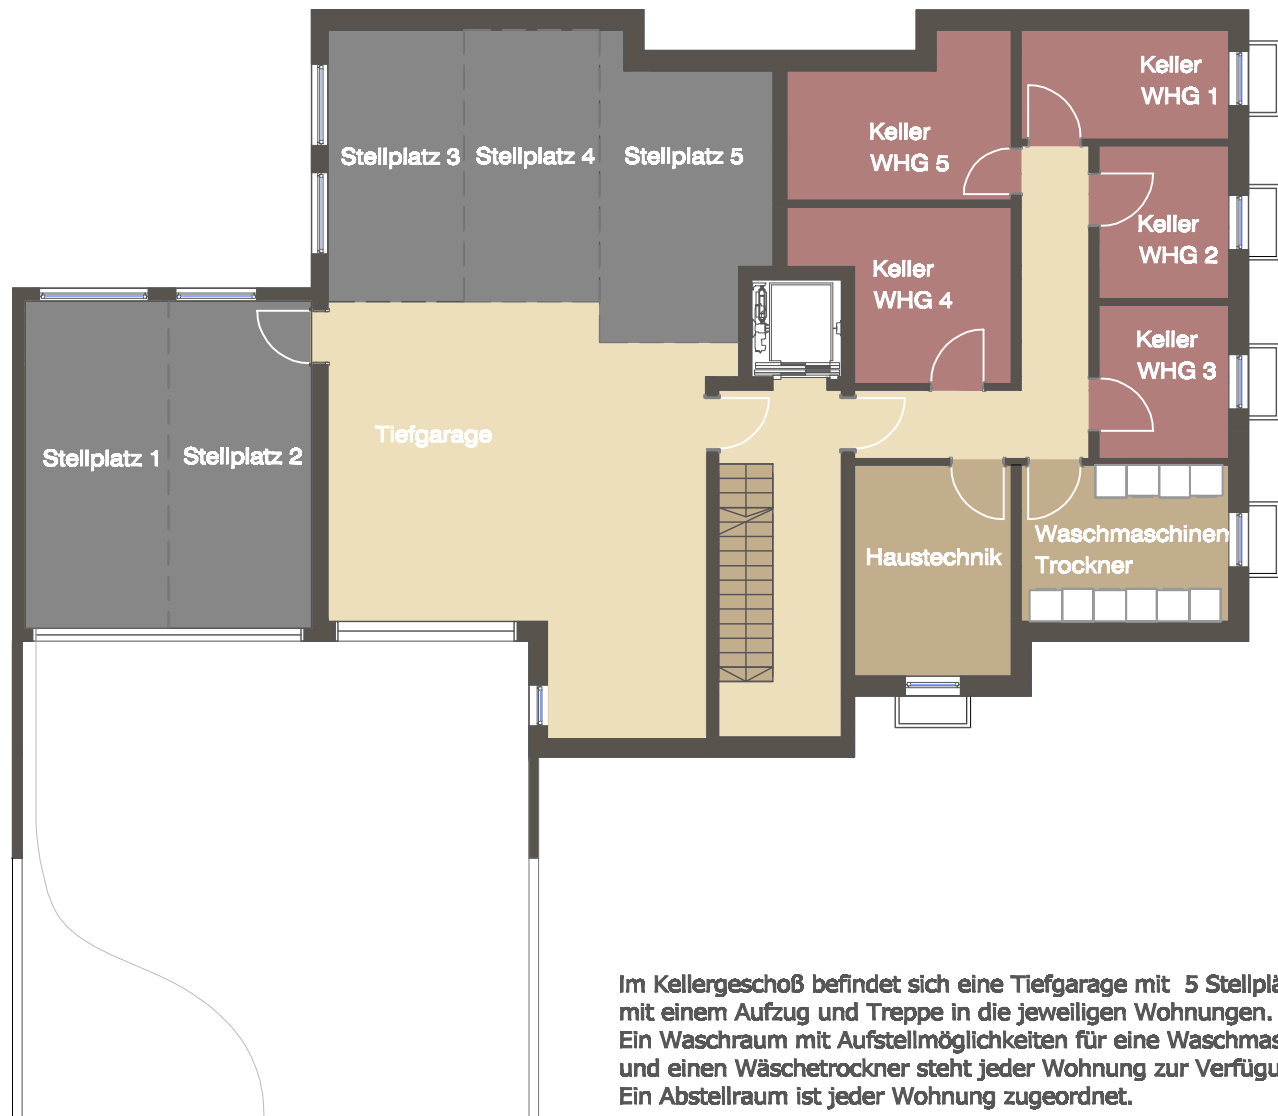 Keller
WHG 1
Keller
WHG 5
Stellplatz 3
Stellplatz 4
Stellplatz 5
Keller
WHG 2
Keller
WHG 4
Keller
WHG 3
Tiefgarage
Stellplatz 1
Stellplatz 2
Haustechnik
Waschmaschinen
Trockner
Im Kellergeschoß befindet sich eine Tiefgarage mit 5 Stellplä
mit einem Aufzug und Treppe in die jeweiligen Wohnungen.
Ein Waschraum mit Aufstellmöglichkeiten für eine Waschmas
und einen Wäschetrockner steht jeder Wohnung zur Verfügu
Ein Abstellraum ist jeder Wohnung zugeordnet.